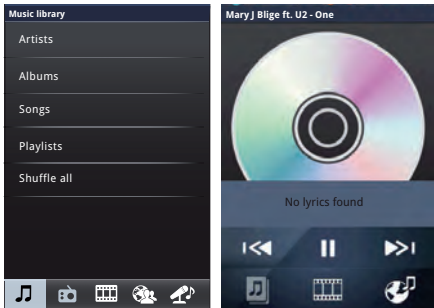 Music library
Artists
Albums
Songs
Playlists
Shuffle all
Mary J Blige ft. U2 - One
No lyrics found